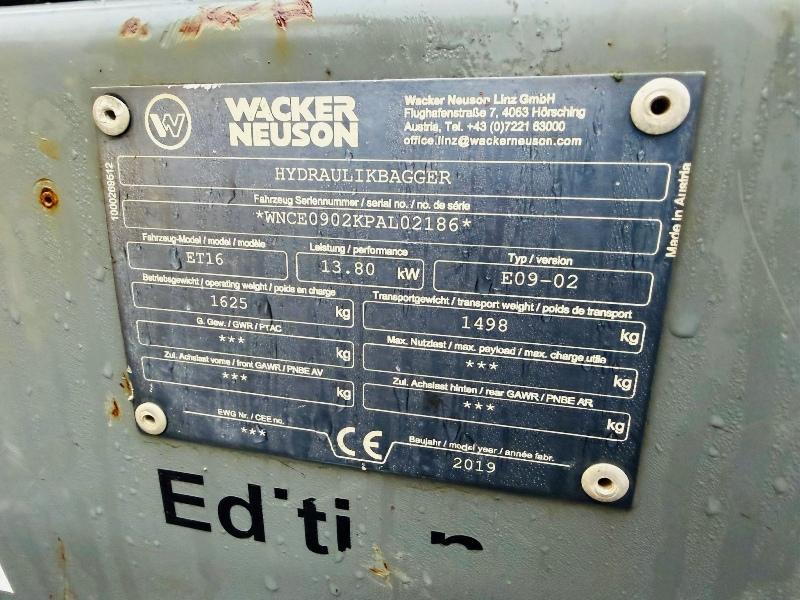 W
WACKER
NEUSON
Wacker Neuson Linz GmbH
Flughafenstraße 7, 4063 Hörsching
Austria, Tel. +43 (0)7221 63000
office.linz@wackerneuson.com
HYDRAULIKBAGGER
Fahrzeug Seriennummer / serial no. / no. de série
*WNCE0902KPAL02186*
Fahrzeug-Model / model / modèle
ET16
Leistung / performance
13.80 kW
Typ / version
E09-02
Betriebsgewicht / operating weight / poids en charge
1625 kg
Transportgewicht / transport weight / poids de transport
1498 kg
G. Gew. / GWR / PTAC
*** kg
Max. Nutzlast / max. payload / max. charge utile
*** kg
Zul. Achslast vorne / front GAWR / PNBE AV
*** kg
Zul. Achslast hinten / rear GAWR / PNBE AR
*** kg
EWG Nr. / CEE no.
***
CE
Baujahr / model year / année fabr.
2019
1000269512
Made in Austria
Editi n